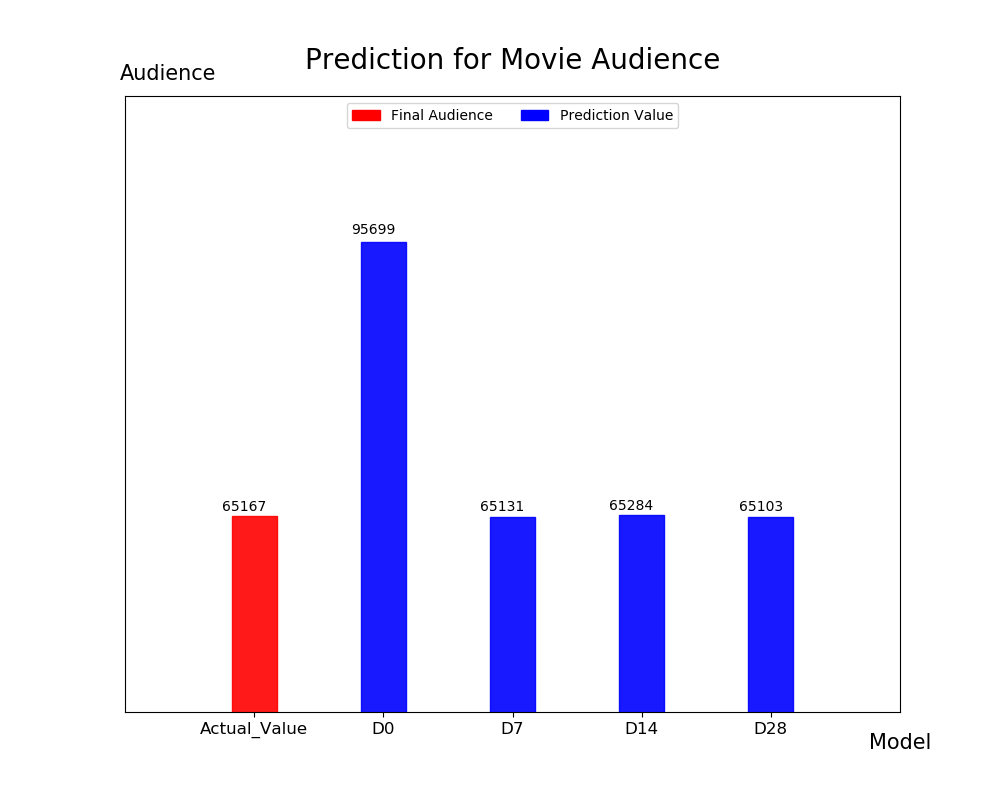 Prediction for Movie Audience
Audience
Final Audience
Prediction Value
95699
65167
65131
65284
65103
Actual_Value
D0
D7
D14
D28
Model